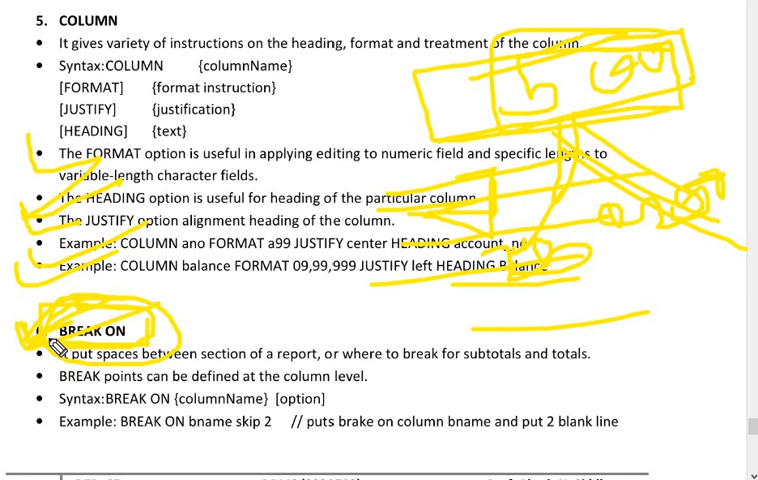 5. COLUMN
• It gives variety of instructions on the heading, format and treatment of the column.
• Syntax:COLUMN {columnName}
[FORMAT] {format instruction}
[JUSTIFY] {justification}
[HEADING] {text}
• The FORMAT option is useful in applying editing to numeric field and specific lengths to
variable-length character fields.
• The HEADING option is useful for heading of the particular column
• The JUSTIFY option alignment heading of the column.
• Example: COLUMN ano FORMAT a99 JUSTIFY center HEADING account_no
• Example: COLUMN balance FORMAT 09,99,999 JUSTIFY left HEADING Balance
BREAK ON
• It put spaces between section of a report, or where to break for subtotals and totals.
• BREAK points can be defined at the column level.
• Syntax:BREAK ON {columnName} [option]
• Example: BREAK ON bname skip 2 // puts brake on column bname and put 2 blank line